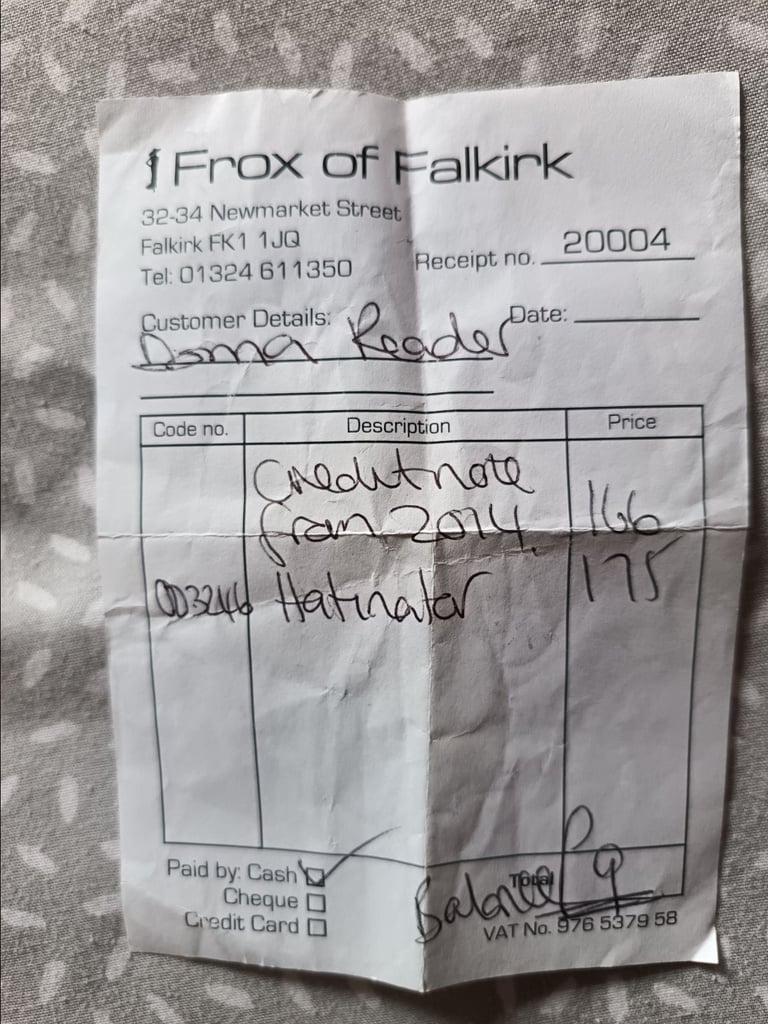 Frox of Falkirk
32-34 Newmarket Street
Falkirk FK1 1JQ
Tel: 01324 611350
Receipt no. 20004
Customer Details: Date:
Reader
Code no. Description Price
Credit note
from 2014. 166
OD3246 Hatinator 175
Paid by: Cash
Cheque
Credit Card
Total
Balance £9
VAT No. 976 5379 58